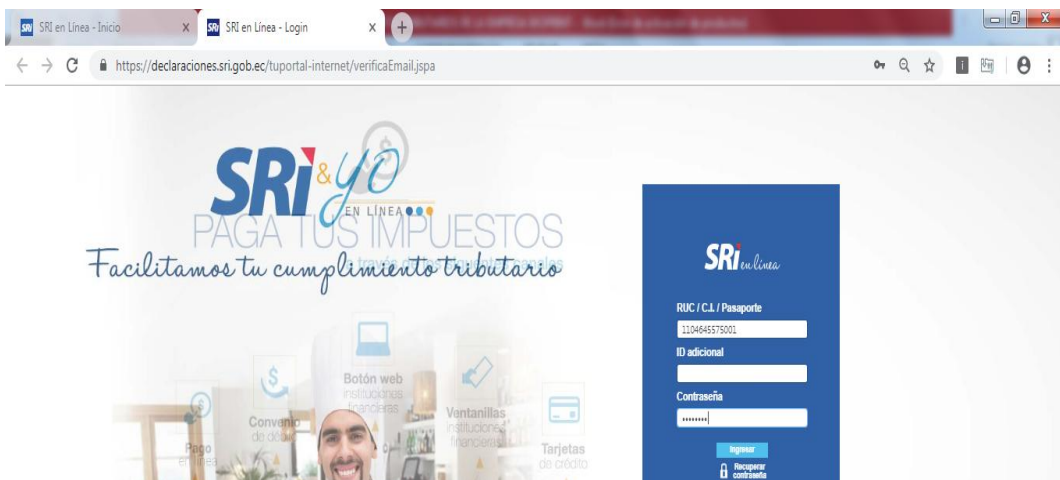 SRI en Línea - Inicio
SRI en Línea - Login
https://declaraciones.sri.gob.ec/tuportal-internet/verificaEmail.jspa
SRi & yo
EN LÍNEA
PAGA TUS IMPUESTOS
Facilitamos tu cumplimiento tributario
Botón web
instituciones
financieras
Convenio
de débito
Ventanillas
instituciones
financieras
Pago
en línea
Tarjetas
de crédito
SRi en línea
RUC / C.I. / Pasaporte
1104645575001
ID adicional
Contraseña
Ingresar
Recuperar
contraseña